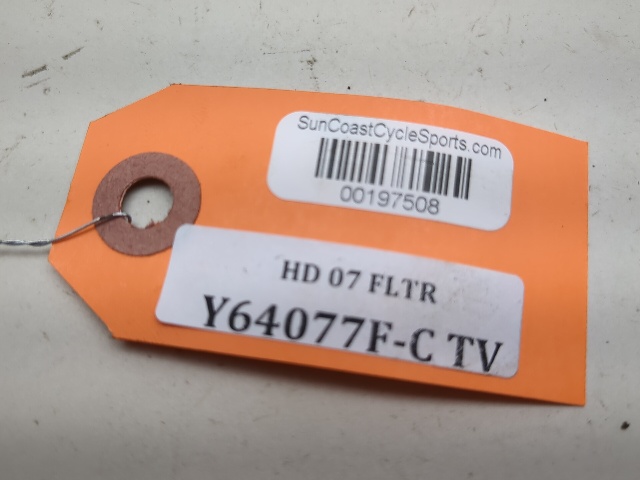 SunCoastCycleSports.com
00197508
HD 07 FLTR
Y64077F-C TV